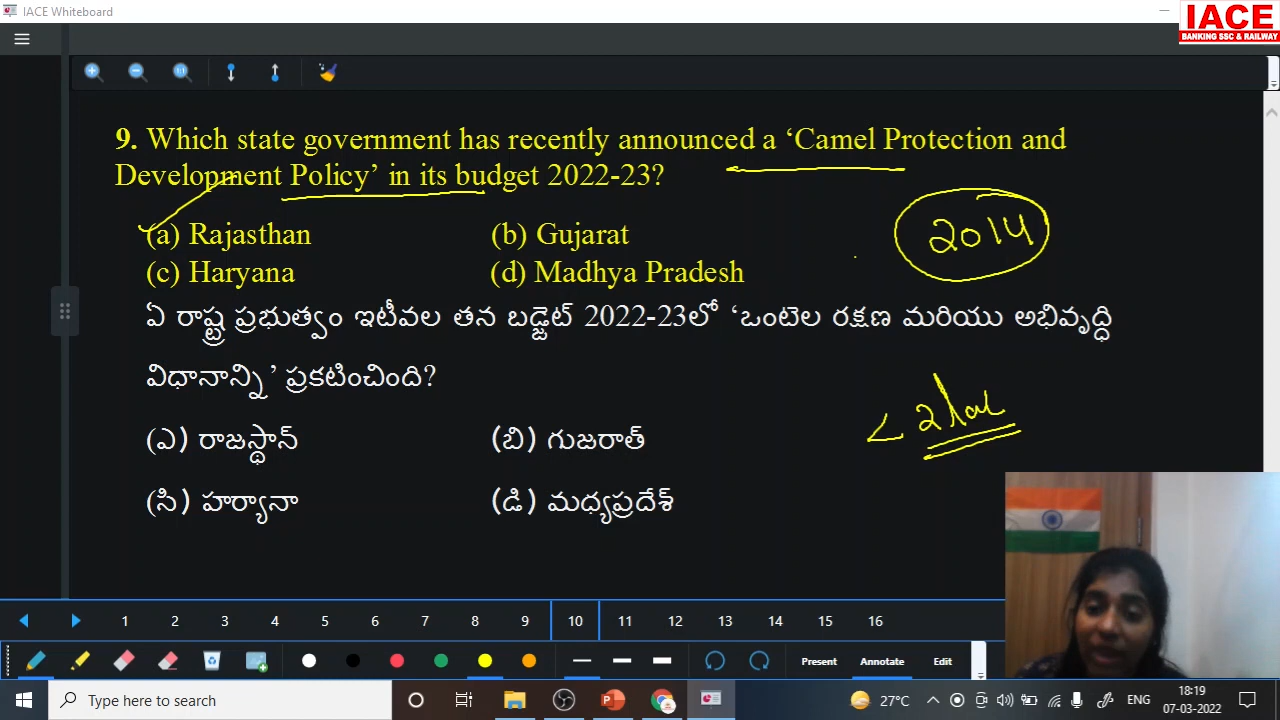 IACE Whiteboard
IACE
BANKING SSC & RAILWAY
9. Which state government has recently announced a ‘Camel Protection and
Development Policy’ in its budget 2022-23?
(a) Rajasthan (b) Gujarat
2014
(c) Haryana (d) Madhya Pradesh
ఏ రాష్ట్ర ప్రభుత్వం ఇటీవల తన బడ్జెట్ 2022-23లో ‘ఒంటెల రక్షణ మరియు అభివృద్ధి
విధానాన్ని’ ప్రకటించింది?
< 2 lac
(ఎ) రాజస్థాన్ (బి) గుజరాత్
(సి) హర్యానా (డి) మధ్యప్రదేశ్
1 2 3 4 5 6 7 8 9 10 11 12 13 14 15 16
Present Annotate Edit
Type here to search 27°C ENG 18:19
07-03-2022